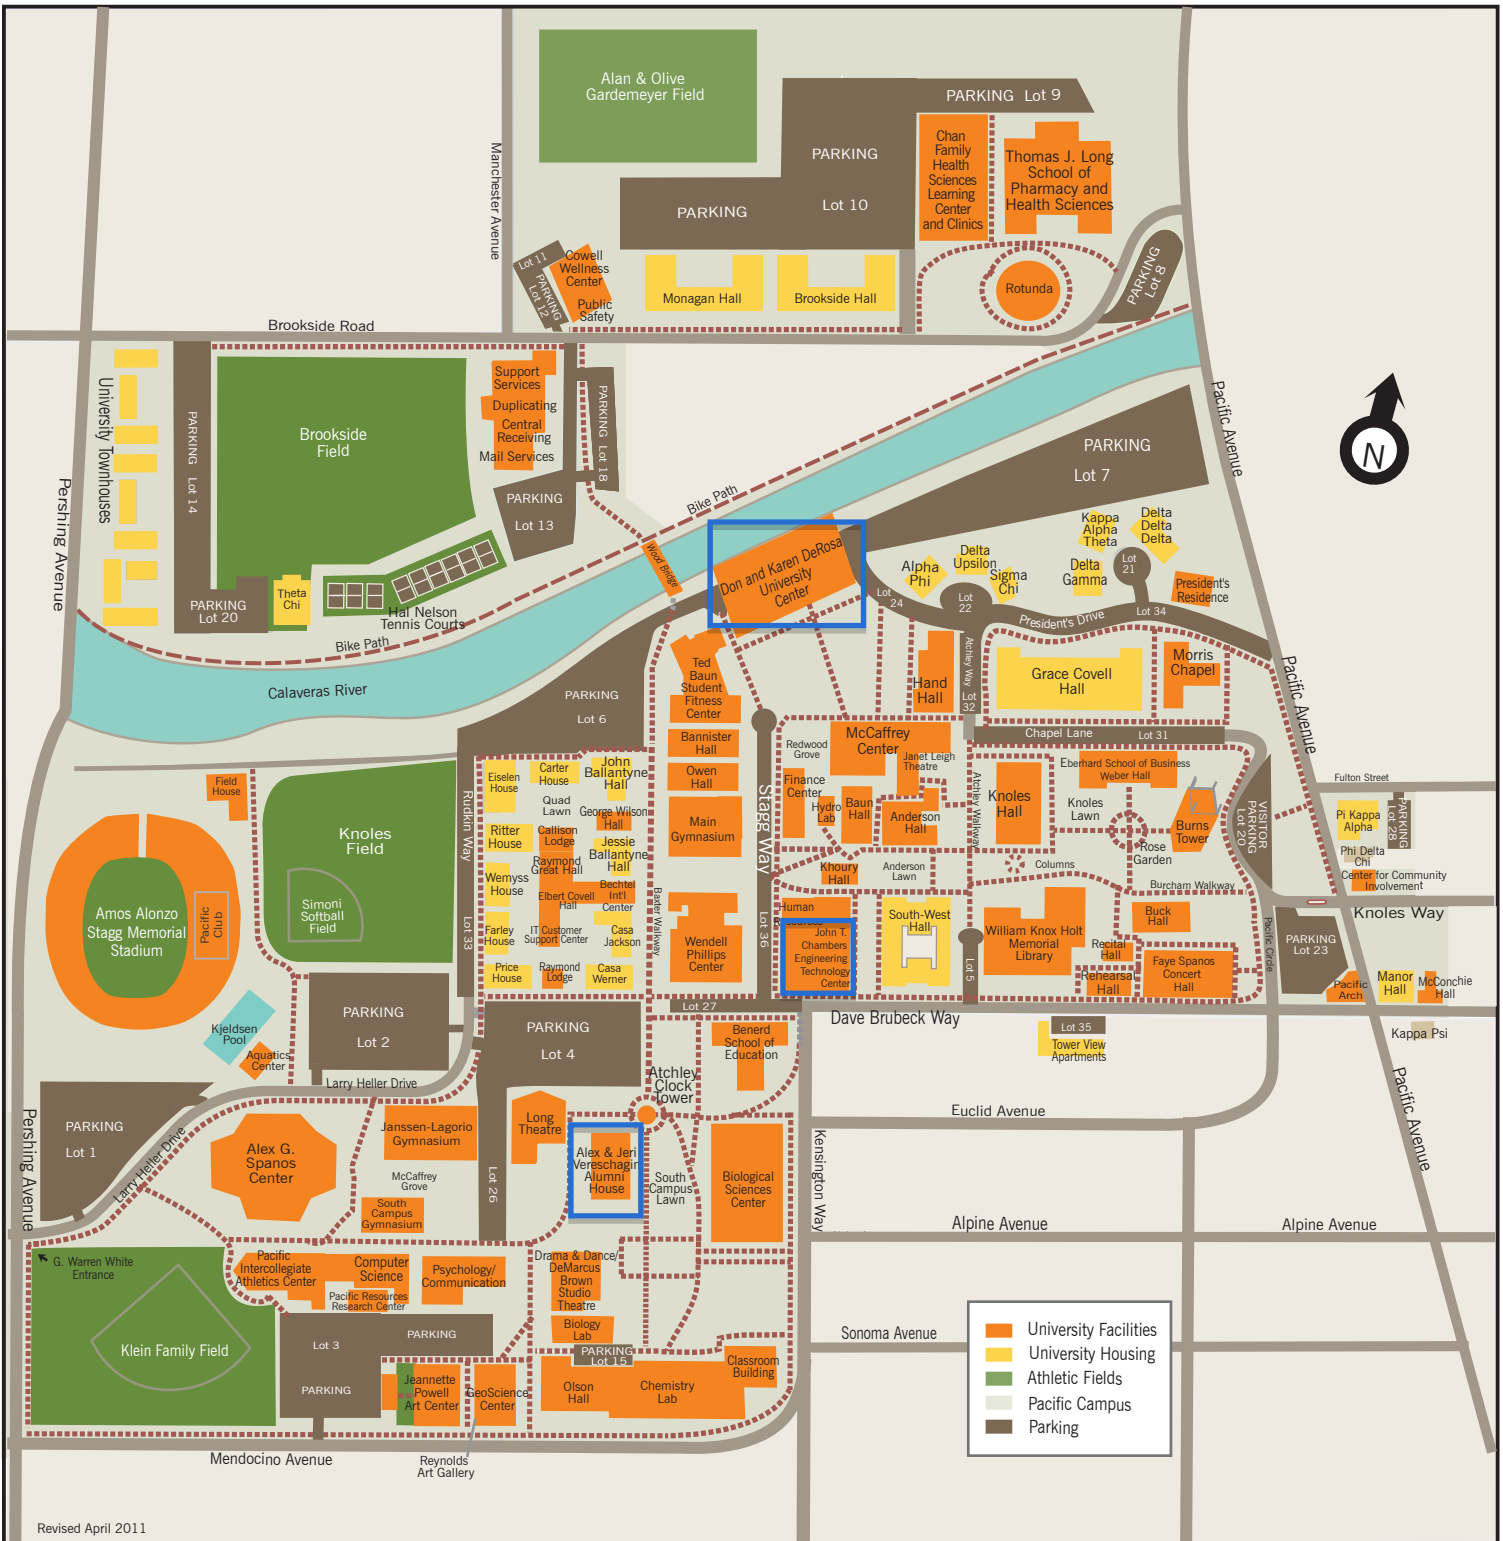 Alan & Olive
Gardemeyer Field
PARKING Lot 9
PARKING
Lot 10
PARKING
Chan
Family
Health
Sciences
Learning
Center
and Clinics
Thomas J. Long
School of
Pharmacy and
Health Sciences
Manchester Avenue
Lot 11
PARKING
Lot 12
Cowell
Wellness
Center
Public
Safety
Monagan Hall
Brookside Hall
Rotunda
PARKING
Lot 8
Brookside Road
University Townhouses
PARKING Lot 14
Brookside
Field
Support
Services
Duplicating
Central
Receiving
Mail Services
PARKING Lot 18
PARKING
Lot 13
Pershing Avenue
PARKING
Lot 20
Theta
Chi
Hal Nelson
Tennis Courts
Bike Path
Bike Path
Wood Bridge
Calaveras River
Pacific Avenue
PARKING
Lot 7
N
Don and Karen DeRosa
University
Center
Kappa
Alpha
Theta
Delta
Delta
Delta
Alpha
Phi
Delta
Upsilon
Sigma
Chi
Delta
Gamma
Lot
21
President's
Residence
Lot
24
Lot
22
President's Drive
Lot 34
PARKING
Lot 6
Ted
Baun
Student
Fitness
Center
Hand
Hall
Atchley Way
Lot
32
Grace Covell
Hall
Morris
Chapel
Pacific Avenue
Bannister
Hall
Owen
Hall
Main
Gymnasium
Stagg Way
Redwood
Grove
McCaffrey
Center
Janet Leigh
Theatre
Chapel Lane
Lot 31
Finance
Center
Hydro
Lab
Baun
Hall
Anderson
Hall
Atchley Walkway
Knoles
Hall
Eberhard School of Business
Weber Hall
Knoles
Lawn
Rose
Garden
Burns
Tower
VISITOR
PARKING
Lot 20
Fulton Street
Pi Kappa
Alpha
PARKING
Lot 28
Phi Delta
Chi
Center for Community
Involvement
Knoles Way
Field
House
Knoles
Field
Simoni
Softball
Field
Rudkin Way
Lot 33
Eiselen
House
Carter
House
John
Ballantyne
Hall
Quad
Lawn
George Wilson
Hall
Ritter
House
Callison
Lodge
Jessie
Ballantyne
Hall
Raymond
Great Hall
Wemyss
House
Elbert Covell
Hall
Bechtel
Int'l
Center
Farley
House
IT Customer
Support Center
Casa
Jackson
Price
House
Raymond
Lodge
Casa
Werner
Baxter Walkway
Khoury
Hall
Anderson
Lawn
Columns
Burcham Walkway
Wendell
Phillips
Center
Lot 36
Human
John T.
Chambers
Engineering
Technology
Center
South-West
Hall
William Knox Holt
Memorial
Library
Lot 5
Buck
Hall
Recital
Hall
Rehearsal
Hall
Faye Spanos
Concert
Hall
Pacific Circle
PARKING
Lot 23
Pacific
Arch
Manor
Hall
McConchie
Hall
Kappa Psi
Amos Alonzo
Stagg Memorial
Stadium
Pacific
Club
Kjeldsen
Pool
Aquatics
Center
PARKING
Lot 2
PARKING
Lot 4
Lot 27
Dave Brubeck Way
Lot 35
Tower View
Apartments
Benerd
School of
Education
Atchley
Clock
Tower
Larry Heller Drive
Larry Heller Drive
PARKING
Lot 1
Pershing Avenue
Alex G.
Spanos
Center
Janssen-Lagorio
Gymnasium
McCaffrey
Grove
South
Campus
Gymnasium
Lot 26
Long
Theatre
Alex & Jeri
Vereschagin
Alumni
House
South
Campus
Lawn
Biological
Sciences
Center
Kensington Way
Euclid Avenue
Alpine Avenue
Alpine Avenue
Pacific Avenue
Sonoma Avenue
G. Warren White
Entrance
Klein Family Field
Pacific
Intercollegiate
Athletics Center
Computer
Science
Pacific Resources
Research Center
Psychology/
Communication
Drama & Dance/
DeMarcus
Brown
Studio
Theatre
Biology
Lab
PARKING
Lot 15
Lot 3
PARKING
PARKING
Jeannette
Powell
Art Center
GeoScience
Center
Olson
Hall
Chemistry
Lab
Classroom
Building
Mendocino Avenue
Reynolds
Art Gallery
University Facilities
University Housing
Athletic Fields
Pacific Campus
Parking
Revised April 2011